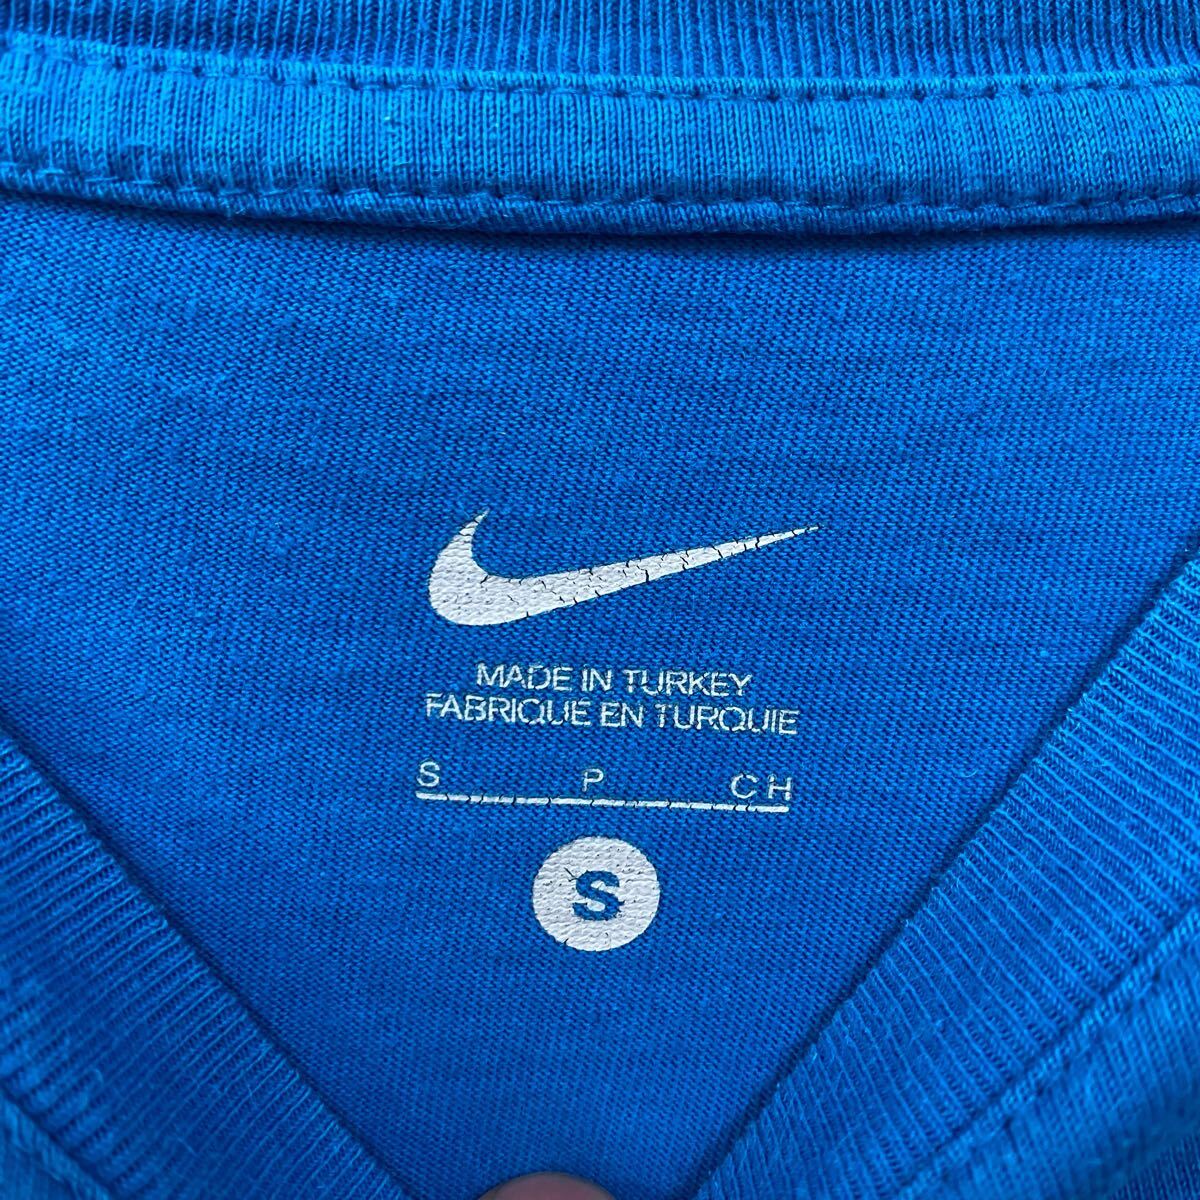 MADE IN TURKEY
FABRIQUE EN TURQUIE
S P CH
S